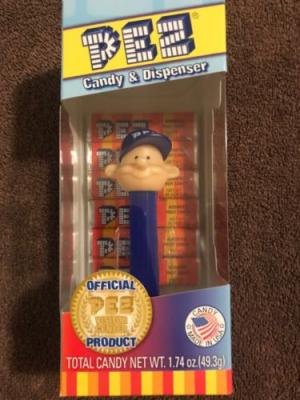 PEZ®
Candy & Dispenser
PEZ
PEZ
PEZ
PEZ
PEZ
OFFICIAL
PEZ
PRODUCT
CANDY
MADE IN USA
TOTAL CANDY NET WT. 1.74 oz.(49.3g)